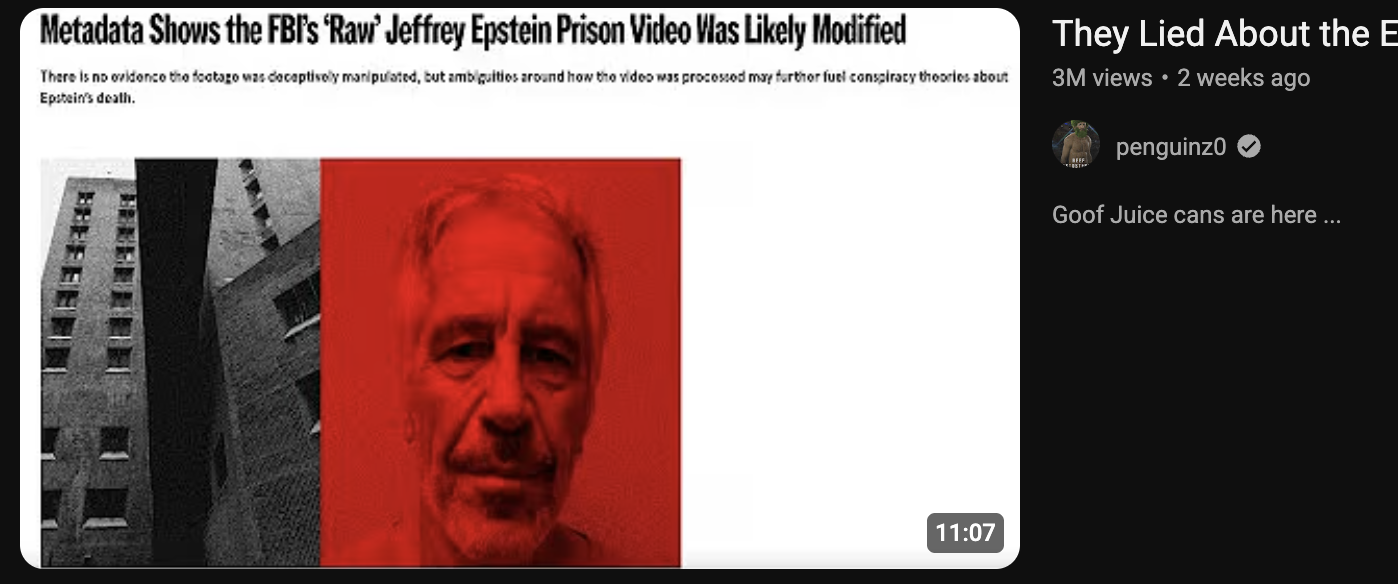 Metadata Shows the FBI's 'Raw' Jeffrey Epstein Prison Video Was Likely Modified
There is no evidence the footage was deceptively manipulated, but ambiguities around how the video was processed may further fuel conspiracy theories about
Epstein's death.
11:07
They Lied About the E
3M views • 2 weeks ago
penguinz0
Goof Juice cans are here ...